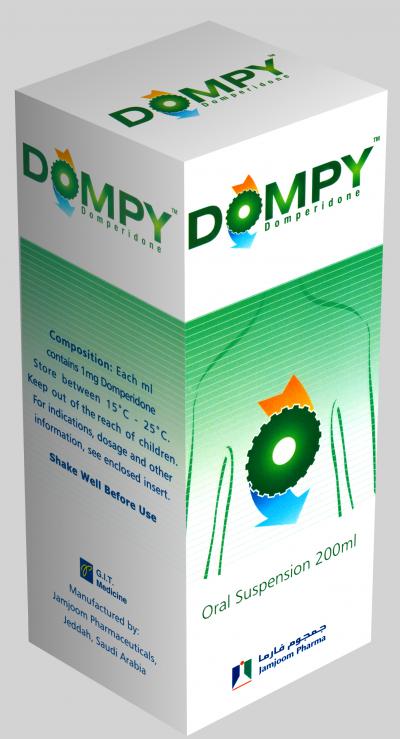 DOMPY™
Domperidone
DOMPY™
Domperidone
Composition: Each ml
contains 1mg Domperidone
Store between 15°C - 25°C.
Keep out of the reach of children.
For indications, dosage and other
information, see enclosed insert.
Shake Well Before Use
G.I.T.
Medicine
Manufactured by:
Jamjoom Pharmaceuticals,
Jeddah, Saudi Arabia
DOMPY™
Domperidone
Oral Suspension 200ml
جمجوم فارما
Jamjoom Pharma